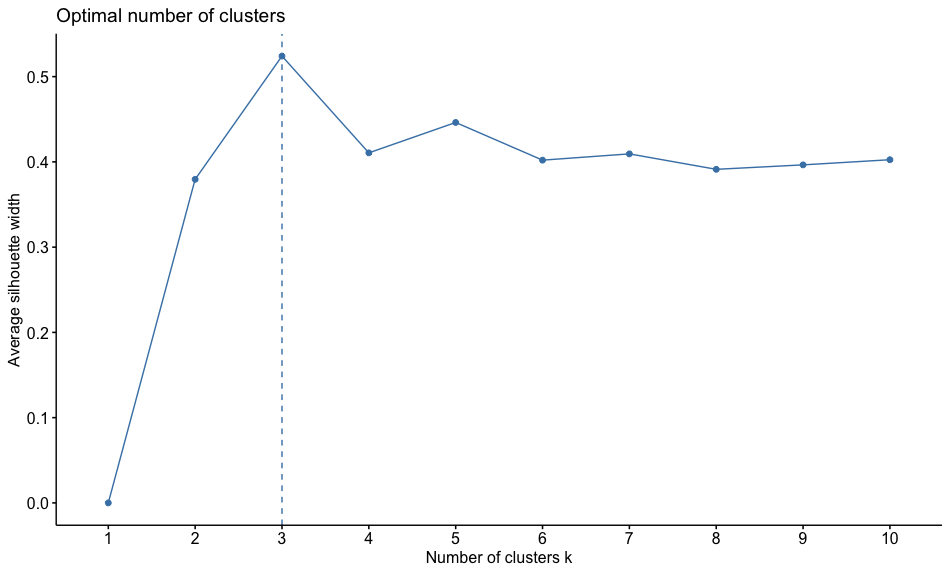 Optimal number of clusters
Average silhouette width
0.5
0.4
0.3
0.2
0.1
0.0
1 2 3 4 5 6 7 8 9 10
Number of clusters k